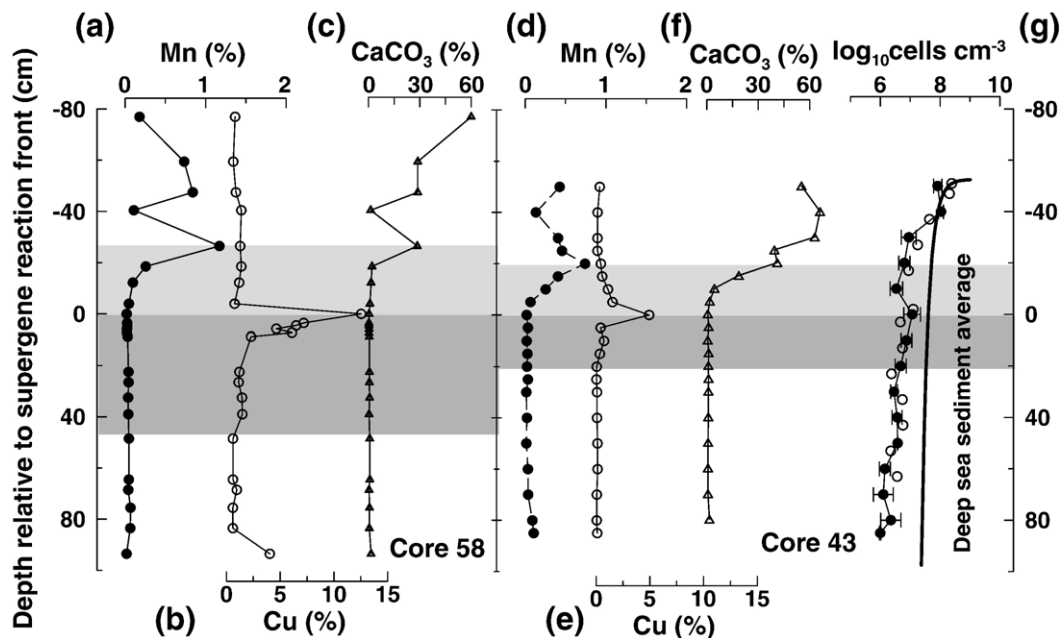 (a) (c) (d) (f) (g)
Mn (%) CaCO3 (%) Mn (%) CaCO3 (%) log10cells cm-3
0 1 2 0 30 60 0 1 2 0 30 60 6 8 10
Depth relative to supergene reaction front (cm)
-80 -80
-40 -40
0 0
40 40
80 80
Deep sea sediment average
Core 58 Core 43
0 5 10 15 0 5 10 15
(b) Cu (%) (e) Cu (%)